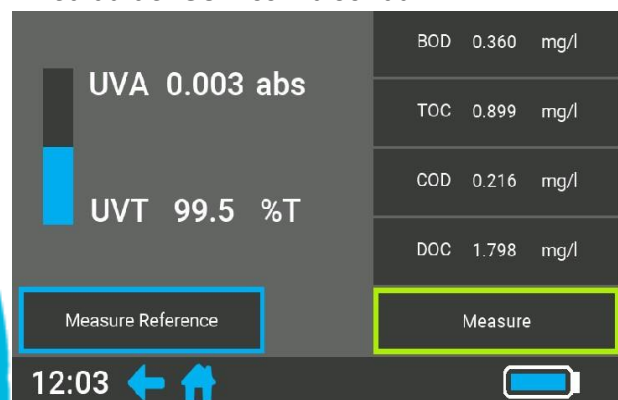 UVA 0.003 abs
UVT 99.5 %T
BOD 0.360 mg/l
TOC 0.899 mg/l
COD 0.216 mg/l
DOC 1.798 mg/l
Measure Reference
Measure
12:03